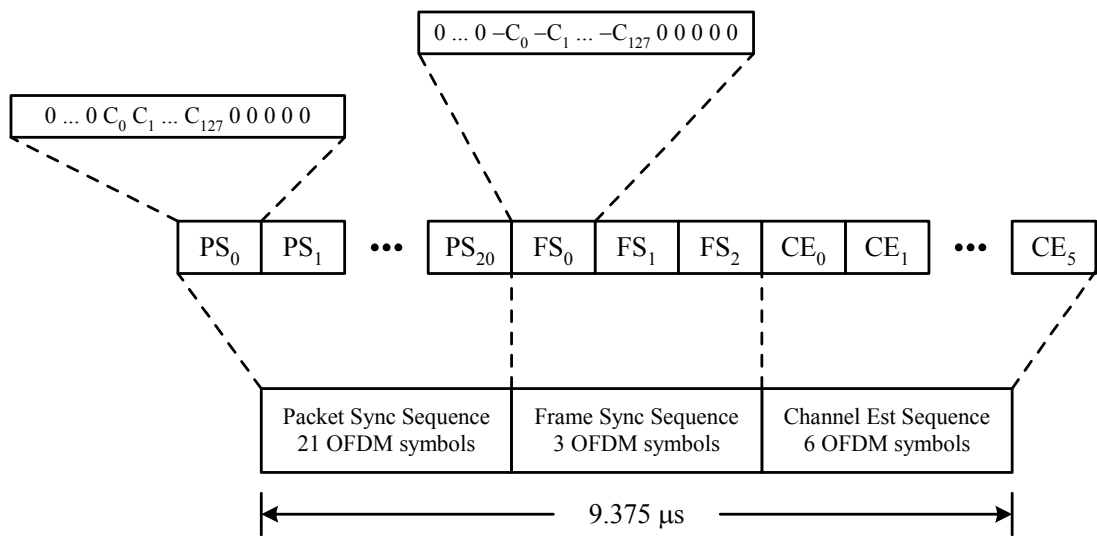 0 ... 0 –C0 –C1 ... –C127 0 0 0 0 0
0 ... 0 C0 C1 ... C127 0 0 0 0 0
PS0 PS1 ••• PS20 FS0 FS1 FS2 CE0 CE1 ••• CE5
Packet Sync Sequence
21 OFDM symbols
Frame Sync Sequence
3 OFDM symbols
Channel Est Sequence
6 OFDM symbols
9.375 μs